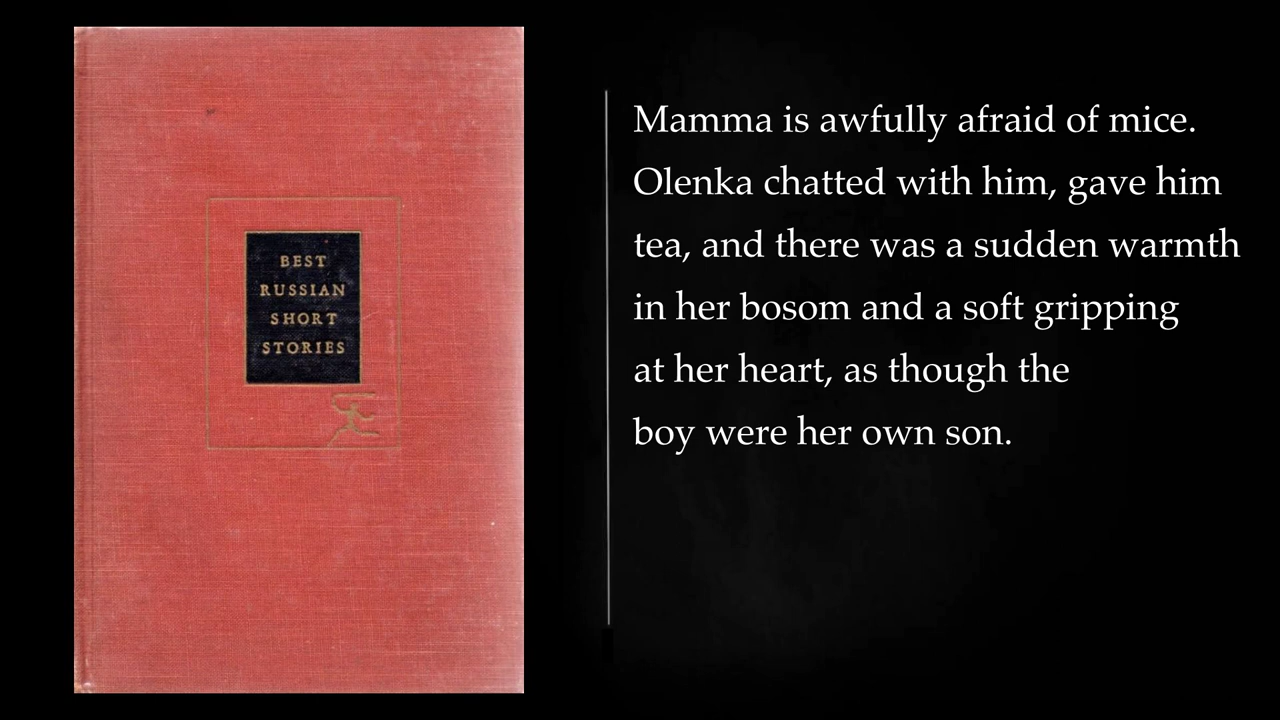 BEST
RUSSIAN
SHORT
STORIES
Mamma is awfully afraid of mice.
Olenka chatted with him, gave him
tea, and there was a sudden warmth
in her bosom and a soft gripping
at her heart, as though the
boy were her own son.